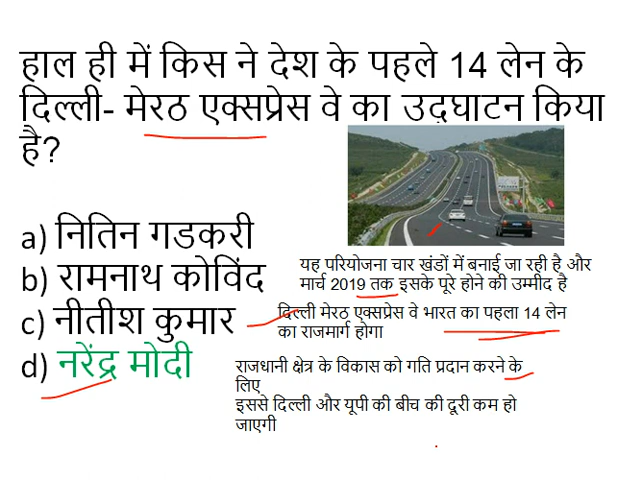 हाल ही में किस ने देश के पहले 14 लेन के
दिल्ली- मेरठ एक्सप्रेस वे का उदघाटन किया
है?
a) नितिन गडकरी
b) रामनाथ कोविंद
c) नीतीश कुमार
d) नरेंद्र मोदी
यह परियोजना चार खंडों में बनाई जा रही है और
मार्च 2019 तक इसके पूरे होने की उम्मीद है
दिल्ली मेरठ एक्सप्रेस वे भारत का पहला 14 लेन
का राजमार्ग होगा
राजधानी क्षेत्र के विकास को गति प्रदान करने के
लिए
इससे दिल्ली और यूपी की बीच की दूरी कम हो
जाएगी